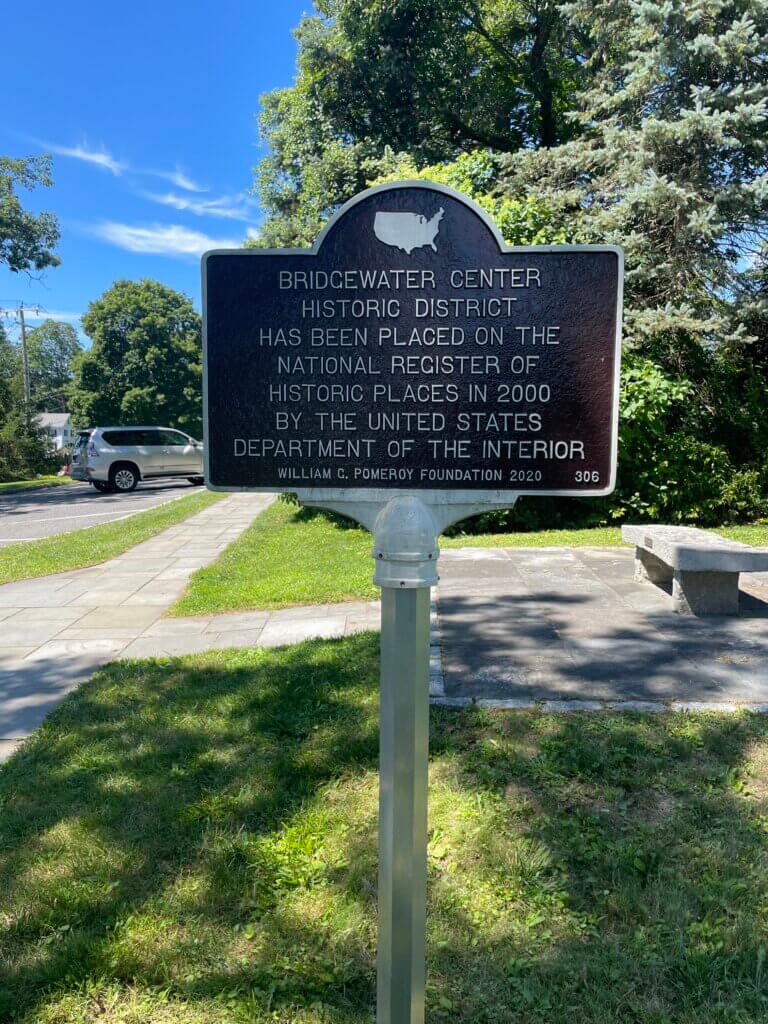 BRIDGEWATER CENTER
HISTORIC DISTRICT
HAS BEEN PLACED ON THE
NATIONAL REGISTER OF
HISTORIC PLACES IN 2000
BY THE UNITED STATES
DEPARTMENT OF THE INTERIOR
WILLIAM G. POMEROY FOUNDATION 2020 306